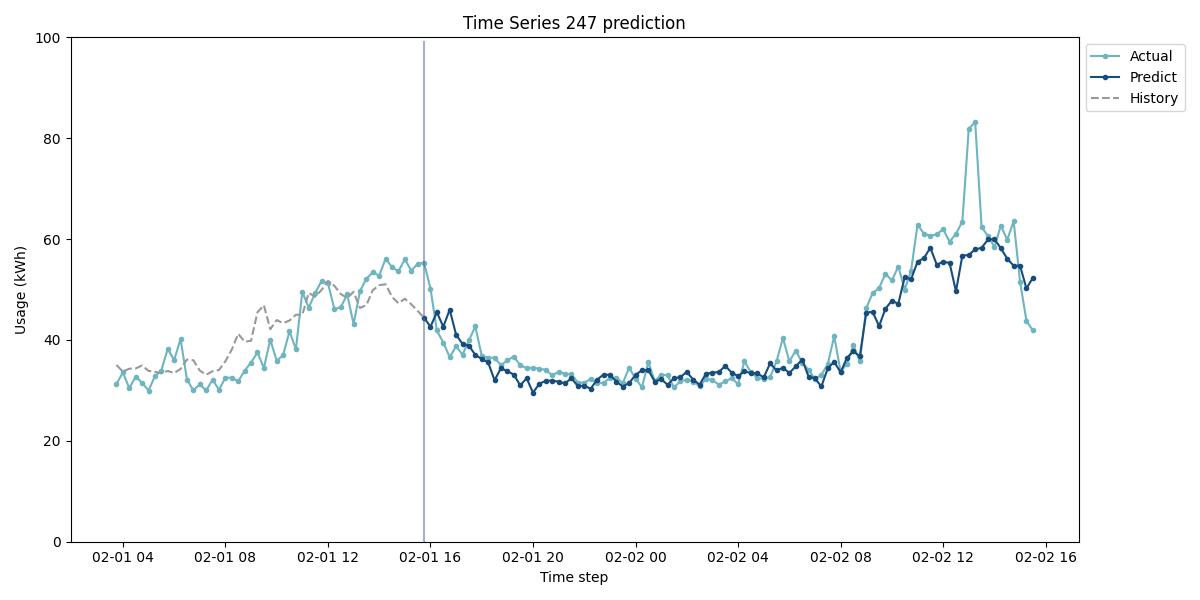 Time Series 247 prediction
Usage (kWh)
100
80
60
40
20
0
02-01 04
02-01 08
02-01 12
02-01 16
02-01 20
02-02 00
02-02 04
02-02 08
02-02 12
02-02 16
Time step
Actual
Predict
History